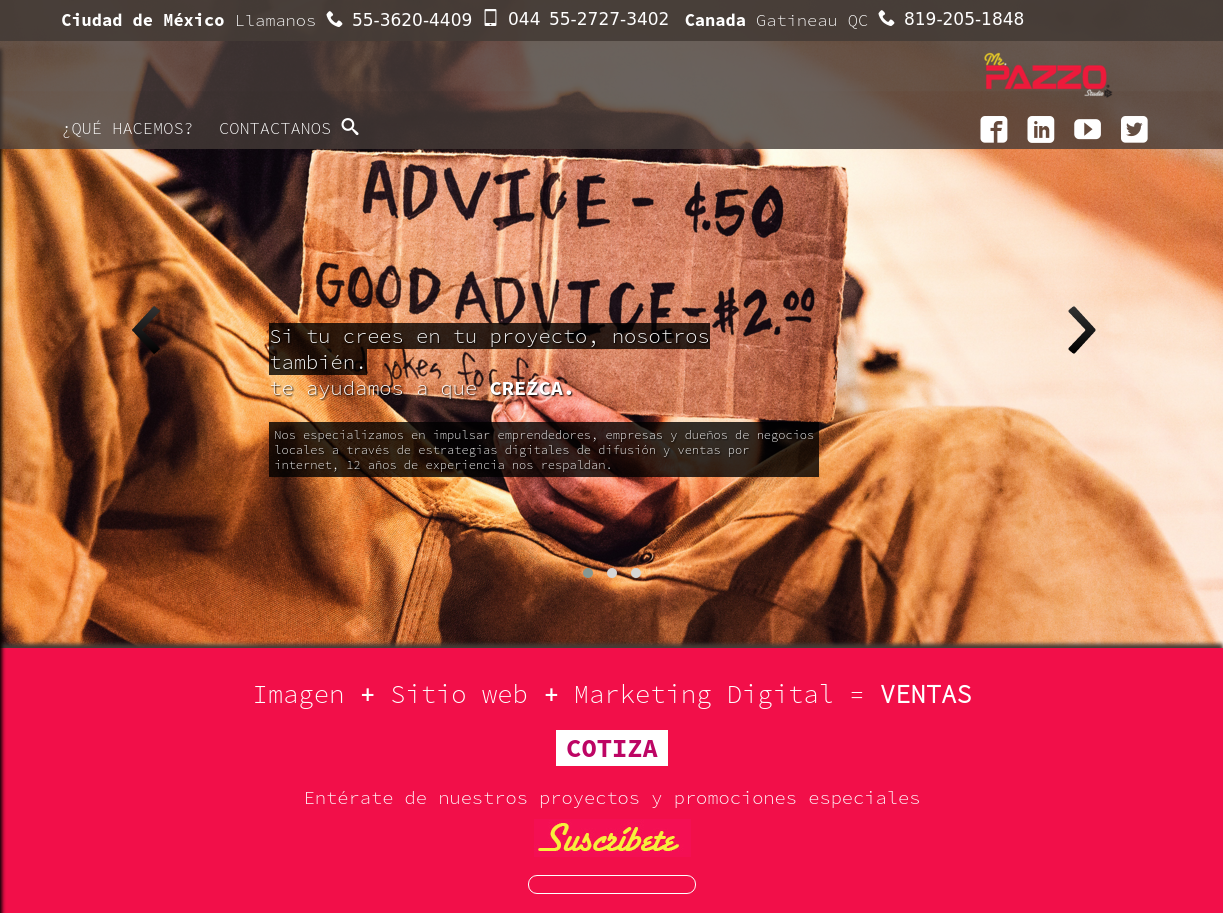 Ciudad de México Llamanos 55-3620-4409 044 55-2727-3402 Canada Gatineau QC 819-205-1848
Mr.
PAZZO
Studio
¿QUÉ HACEMOS? CONTACTANOS
ADVICE - ¢.50
GOOD ADVICE - $2.00
Si tu crees en tu proyecto, nosotros
también.
jokes for
te ayudamos a que CREZCA.
Nos especializamos en impulsar emprendedores, empresas y dueños de negocios
locales a través de estrategias digitales de difusión y ventas por
internet, 12 años de experiencia nos respaldan.
Imagen + Sitio web + Marketing Digital = VENTAS
COTIZA
Entérate de nuestros proyectos y promociones especiales
Suscríbete